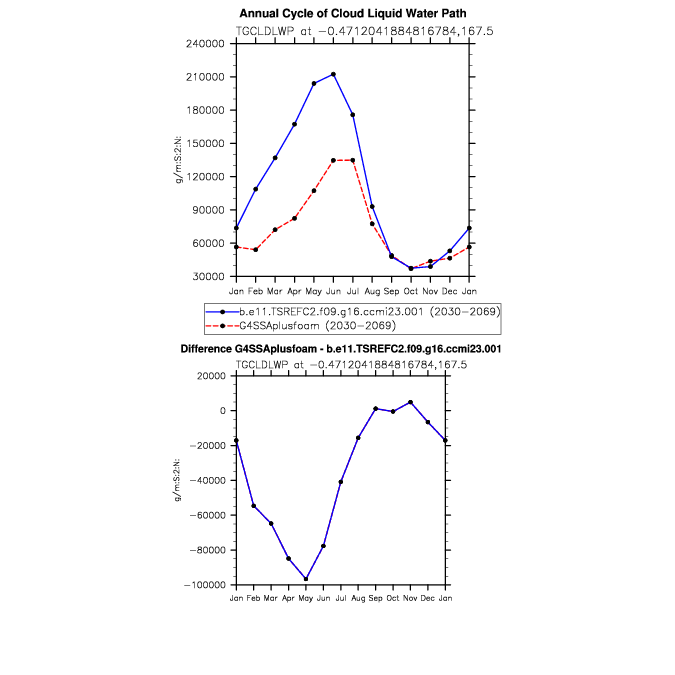 Annual Cycle of Cloud Liquid Water Path
TGCLDLWP at −0.4712041884816784,167.5
240000
210000
180000
150000
120000
90000
60000
30000
g/m:S:2:N:
Jan Feb Mar Apr May Jun Jul Aug Sep Oct Nov Dec Jan
b.e11.TSREFC2.f09.g16.ccmi23.001 (2030−2069)
G4SSAplusfoam (2030−2069)
Difference G4SSAplusfoam - b.e11.TSREFC2.f09.g16.ccmi23.001
TGCLDLWP at −0.4712041884816784,167.5
20000
0
−20000
−40000
−60000
−80000
−100000
g/m:S:2:N:
Jan Feb Mar Apr May Jun Jul Aug Sep Oct Nov Dec Jan